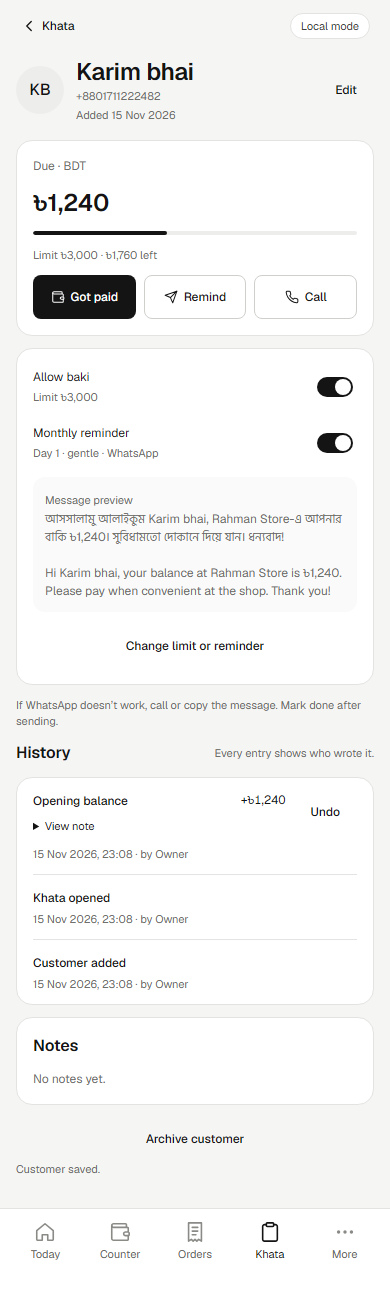 Khata
Local mode
KB
Karim bhai
+8801711222482
Added 15 Nov 2026
Edit
Due · BDT
৳1,240
Limit ৳3,000 · ৳1,760 left
Got paid
Remind
Call
Allow baki
Limit ৳3,000
Monthly reminder
Day 1 · gentle · WhatsApp
Message preview
আসসালামু আলাইকুম Karim bhai, Rahman Store-এ আপনার
বাকি ৳1,240। সুবিধামতো দোকানে দিয়ে যান। ধন্যবাদ!
Hi Karim bhai, your balance at Rahman Store is ৳1,240.
Please pay when convenient at the shop. Thank you!
Change limit or reminder
If WhatsApp doesn't work, call or copy the message. Mark done after
sending.
History
Every entry shows who wrote it.
Opening balance
+৳1,240
Undo
View note
15 Nov 2026, 23:08 · by Owner
Khata opened
15 Nov 2026, 23:08 · by Owner
Customer added
15 Nov 2026, 23:08 · by Owner
Notes
No notes yet.
Archive customer
Customer saved.
Today
Counter
Orders
Khata
More